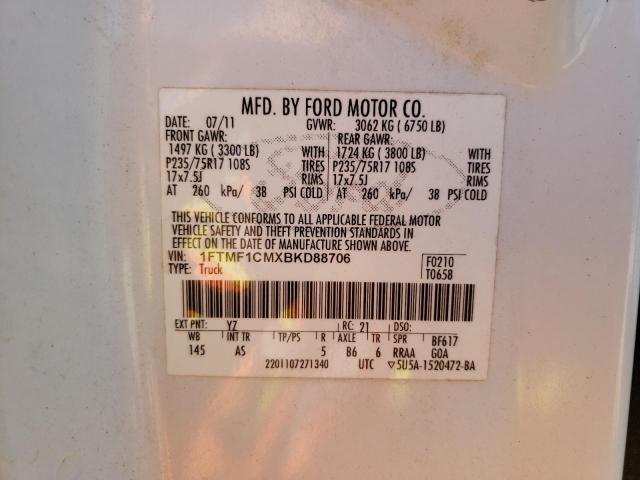 MFD. BY FORD MOTOR CO.
DATE: 07/11 GVWR: 3062 KG ( 6750 LB)
FRONT GAWR: REAR GAWR:
1497 KG ( 3300 LB) WITH 1724 KG ( 3800 LB) WITH
P235/75R17 108S TIRES P235/75R17 108S TIRES
17x7.5J RIMS 17x7.5J RIMS
AT 260 kPa/ 38 PSI COLD AT 260 kPa/ 38 PSI COLD
THIS VEHICLE CONFORMS TO ALL APPLICABLE FEDERAL MOTOR
VEHICLE SAFETY AND THEFT PREVENTION STANDARDS IN
EFFECT ON THE DATE OF MANUFACTURE SHOWN ABOVE.
VIN: 1FTMF1CMXBKD88706 F0210
TYPE: Truck T0658
EXT PNT: Y7 RC: 21 DSO:
WB INT TR TP/PS R AXLE TR SPR BF617
145 AS 5 B6 6 RRAA GOA
2201107271340 UTC ▽5U5A-1520472-BA